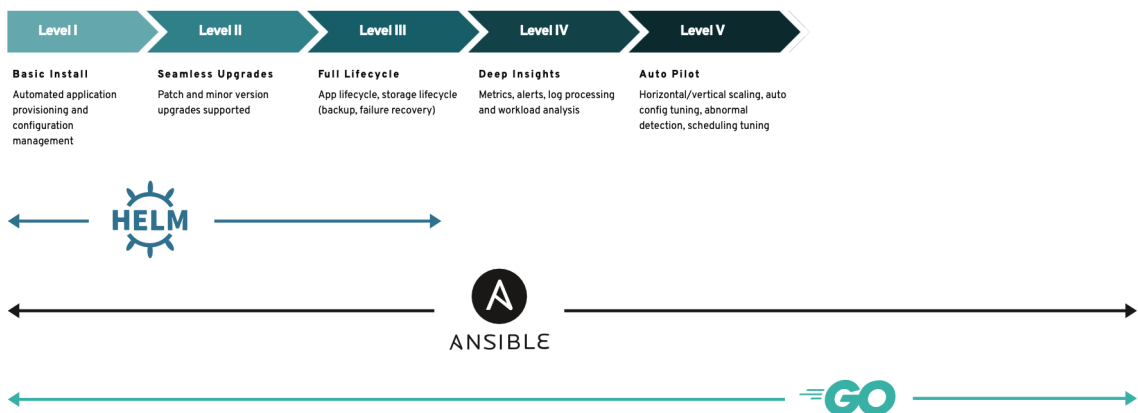 Level I
Level II
Level III
Level IV
Level V
Basic Install
Automated application
provisioning and
configuration
management
Seamless Upgrades
Patch and minor version
upgrades supported
Full Lifecycle
App lifecycle, storage lifecycle
(backup, failure recovery)
Deep Insights
Metrics, alerts, log processing
and workload analysis
Auto Pilot
Horizontal/vertical scaling, auto
config tuning, abnormal
detection, scheduling tuning
HELM
A
ANSIBLE
GO